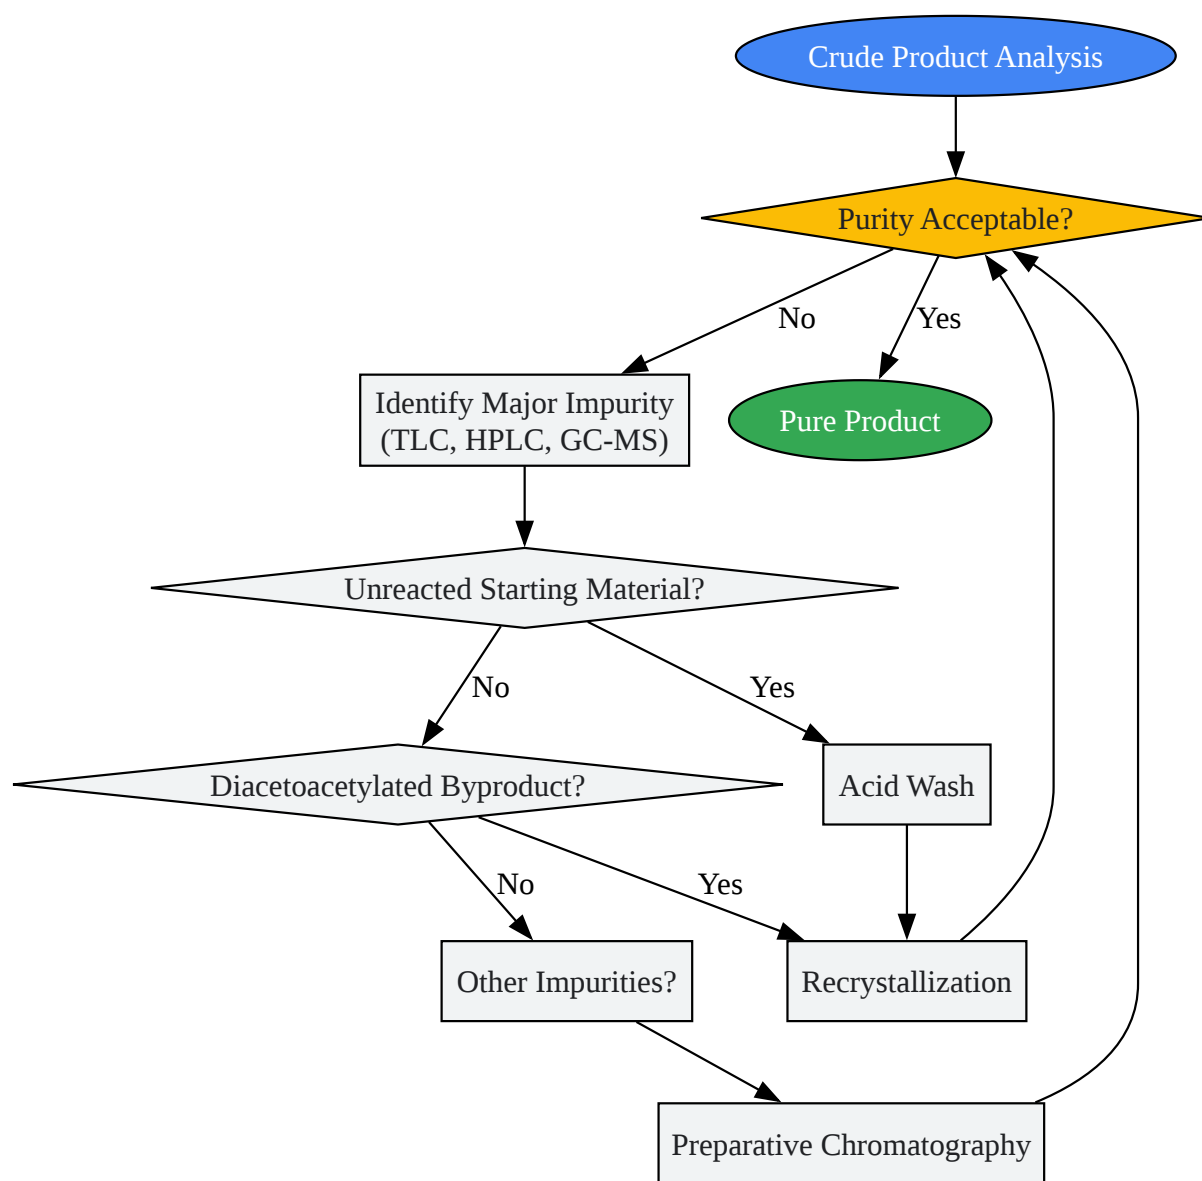 Crude Product Analysis
Purity Acceptable?
No
Yes
Identify Major Impurity
(TLC, HPLC, GC-MS)
Pure Product
Unreacted Starting Material?
No
Yes
Diacetoacetylated Byproduct?
Acid Wash
No
Yes
Other Impurities?
Recrystallization
Preparative Chromatography